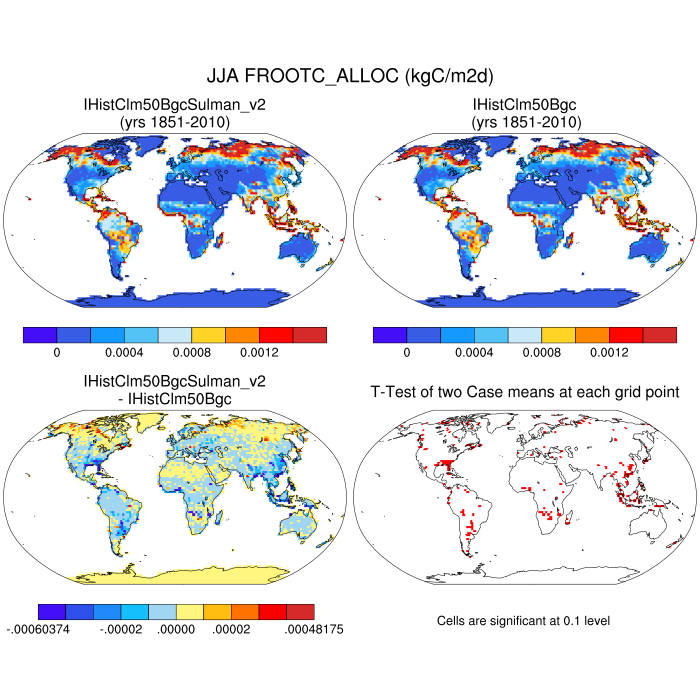 JJA FROOTC_ALLOC (kgC/m2d)
IHistClm50BgcSulman_v2
(yrs 1851-2010)
IHistClm50Bgc
(yrs 1851-2010)
0 0.0004 0.0008 0.0012
0 0.0004 0.0008 0.0012
IHistClm50BgcSulman_v2
- IHistClm50Bgc
T-Test of two Case means at each grid point
-.00060374 -.00002 .00000 .00002 .00048175
Cells are significant at 0.1 level